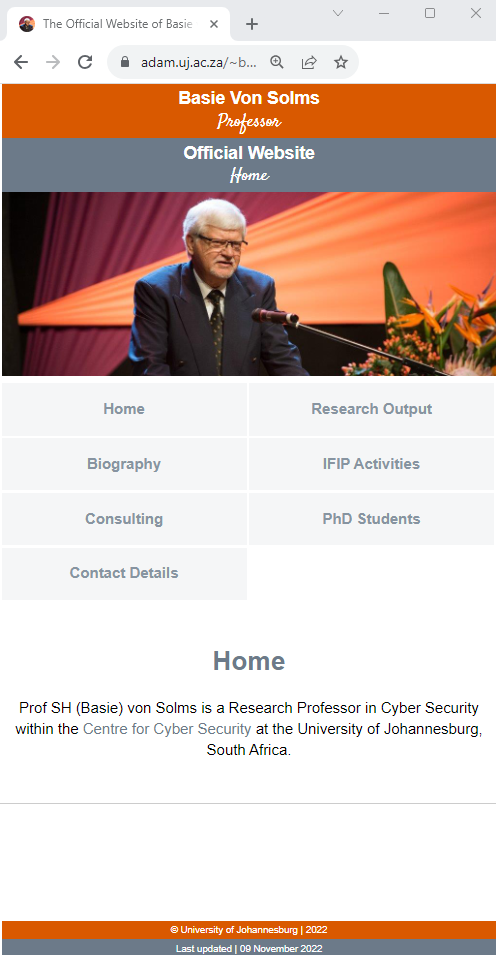 The Official Website of Basie
adam.uj.ac.za/~b...
Basie Von Solms
Professor
Official Website
Home
Home
Research Output
Biography
IFIP Activities
Consulting
PhD Students
Contact Details
Home
Prof SH (Basie) von Solms is a Research Professor in Cyber Security
within the Centre for Cyber Security at the University of Johannesburg,
South Africa.
© University of Johannesburg | 2022
Last updated | 09 November 2022